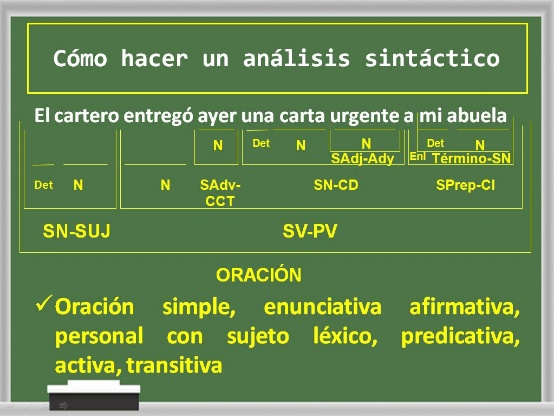 Cómo hacer un análisis sintáctico
El cartero entregó ayer una carta urgente a mi abuela
N Det N N Det N
SAdj-Ady Enl Término-SN
Det N N SAdv-CCT SN-CD SPrep-CI
SN-SUJ SV-PV
ORACIÓN
✓Oración simple, enunciativa afirmativa,
personal con sujeto léxico, predicativa,
activa, transitiva